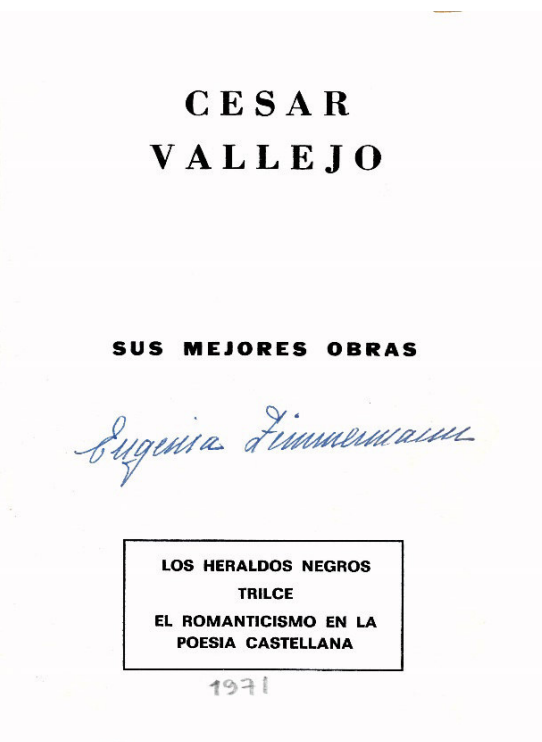 CESAR
VALLEJO
SUS MEJORES OBRAS
Eugenia Zimmermann
LOS HERALDOS NEGROS
TRILCE
EL ROMANTICISMO EN LA
POESIA CASTELLANA
1971